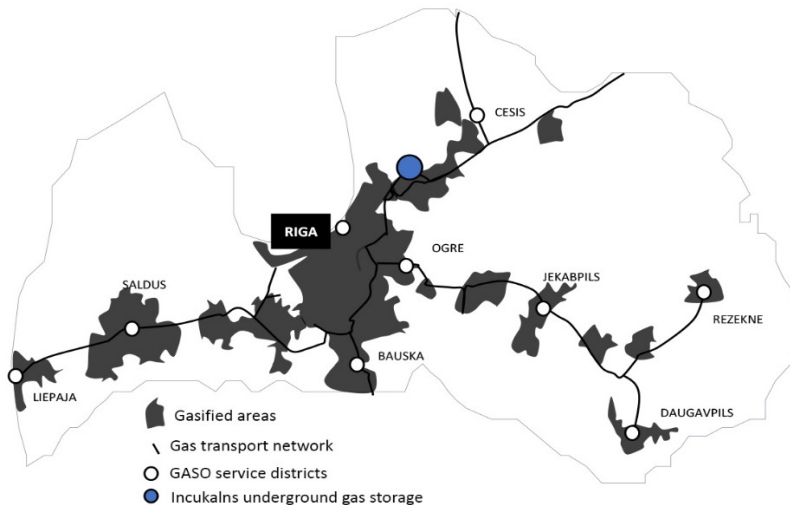 CESIS
RIGA
OGRE
SALDUS
JEKABPILS
REZEKNE
BAUSKA
LIEPAJA
DAUGAVPILS
Gasified areas
Gas transport network
GASO service districts
Incukalns underground gas storage